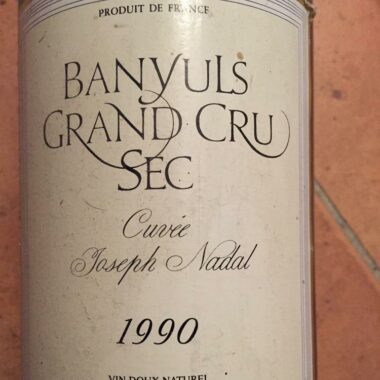 PRODUIT DE FRANCE
BANYULS
GRAND CRU
SEC
Cuvée
Joseph Nadal
1990
VIN DOUX NATUREL